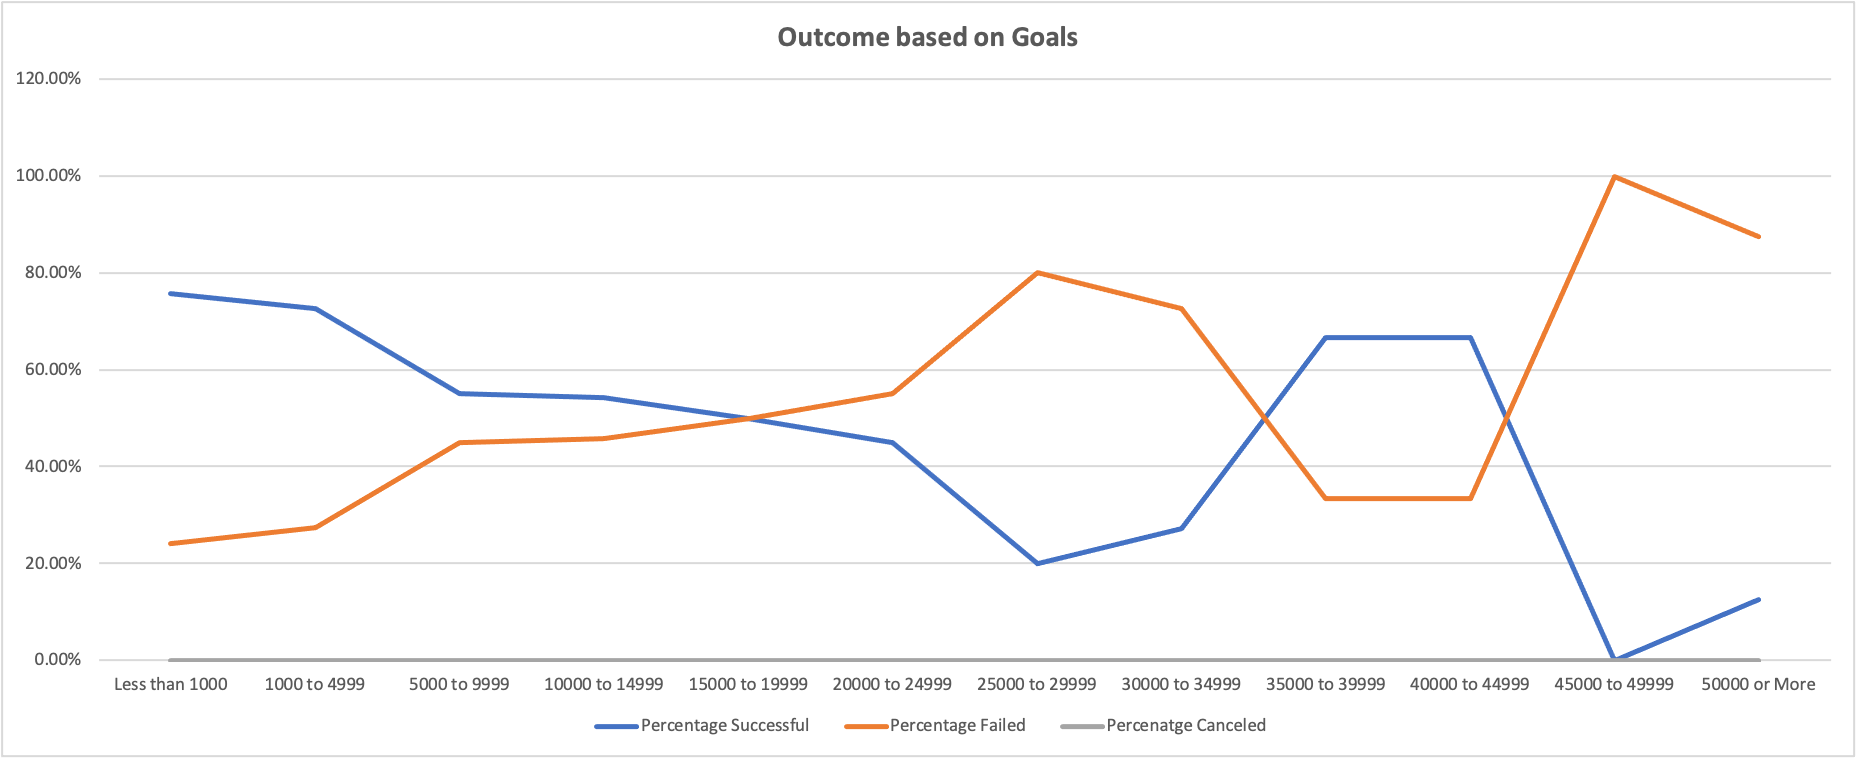 Outcome based on Goals
120.00%
100.00%
80.00%
60.00%
40.00%
20.00%
0.00%
Less than 1000 1000 to 4999 5000 to 9999 10000 to 14999 15000 to 19999 20000 to 24999 25000 to 29999 30000 to 34999 35000 to 39999 40000 to 44999 45000 to 49999 50000 or More
Percentage Successful Percentage Failed Percenatge Canceled